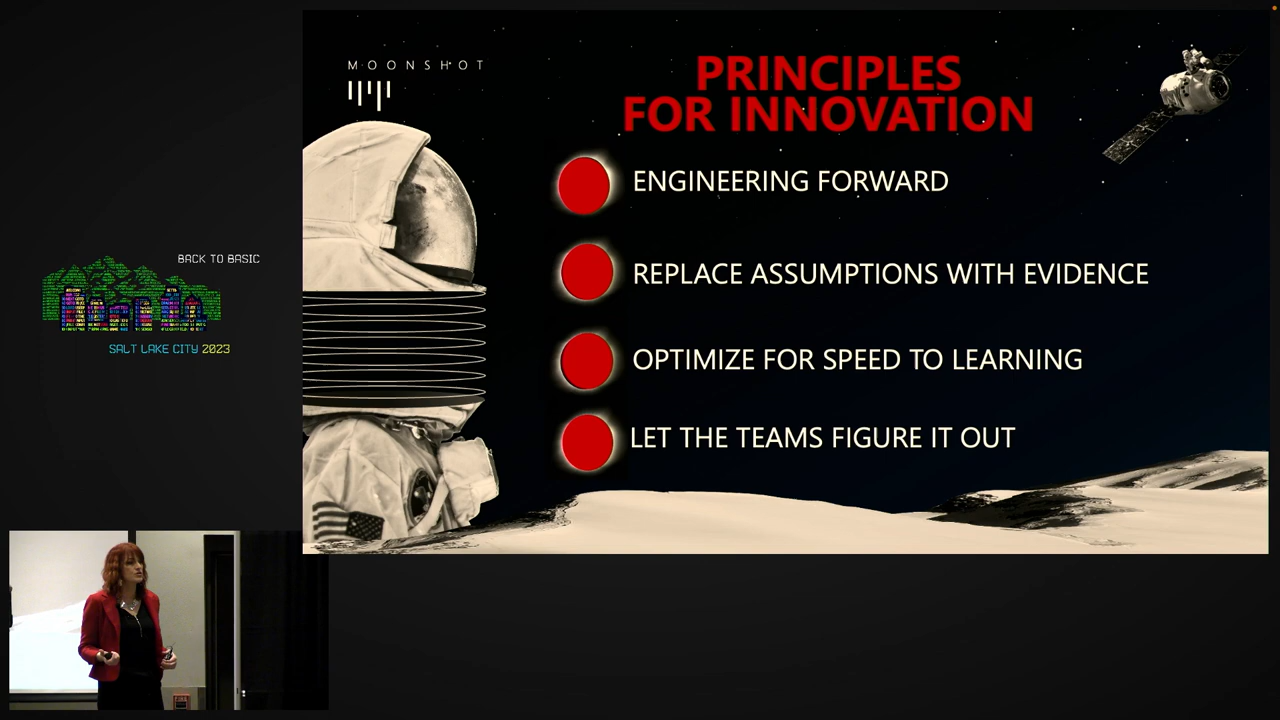 MOONSHOT
PRINCIPLES
FOR INNOVATION
ENGINEERING FORWARD
REPLACE ASSUMPTIONS WITH EVIDENCE
OPTIMIZE FOR SPEED TO LEARNING
LET THE TEAMS FIGURE IT OUT
BACK TO BASIC
SALT LAKE CITY 2023